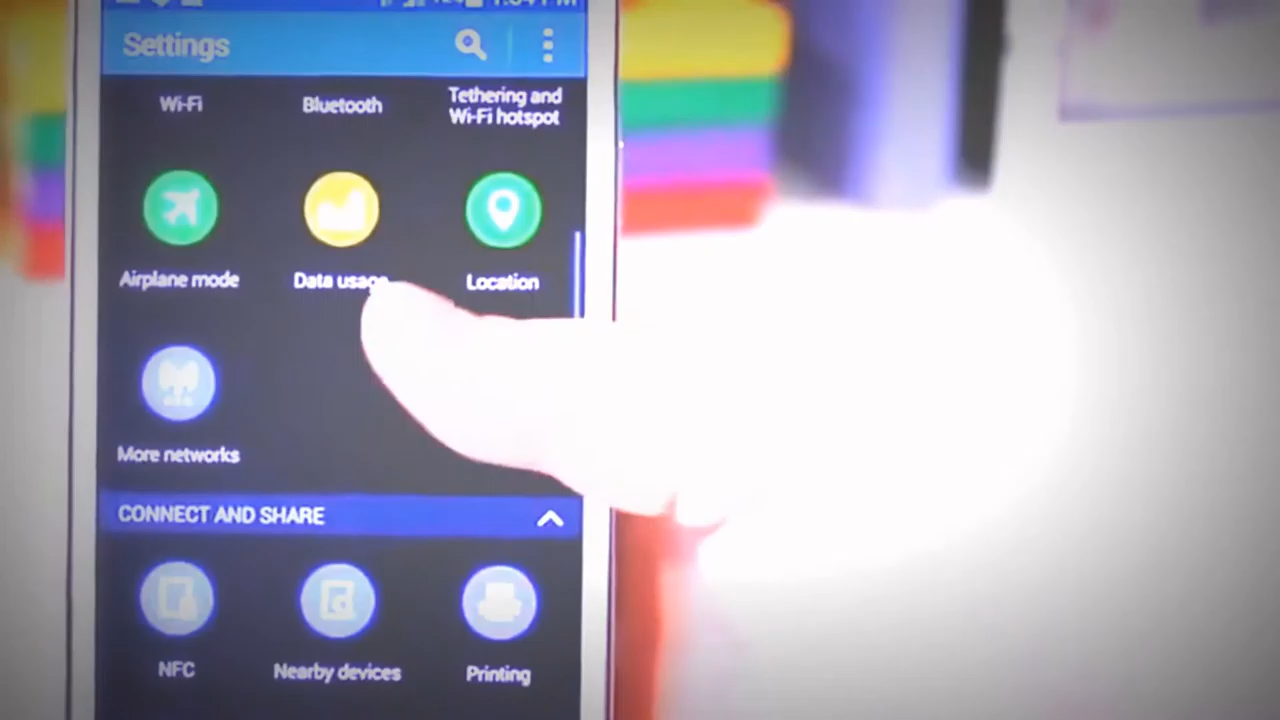 Settings
Wi-Fi
Bluetooth
Tethering and
Wi-Fi hotspot
Airplane mode
Data usage
Location
More networks
CONNECT AND SHARE
NFC
Nearby devices
Printing